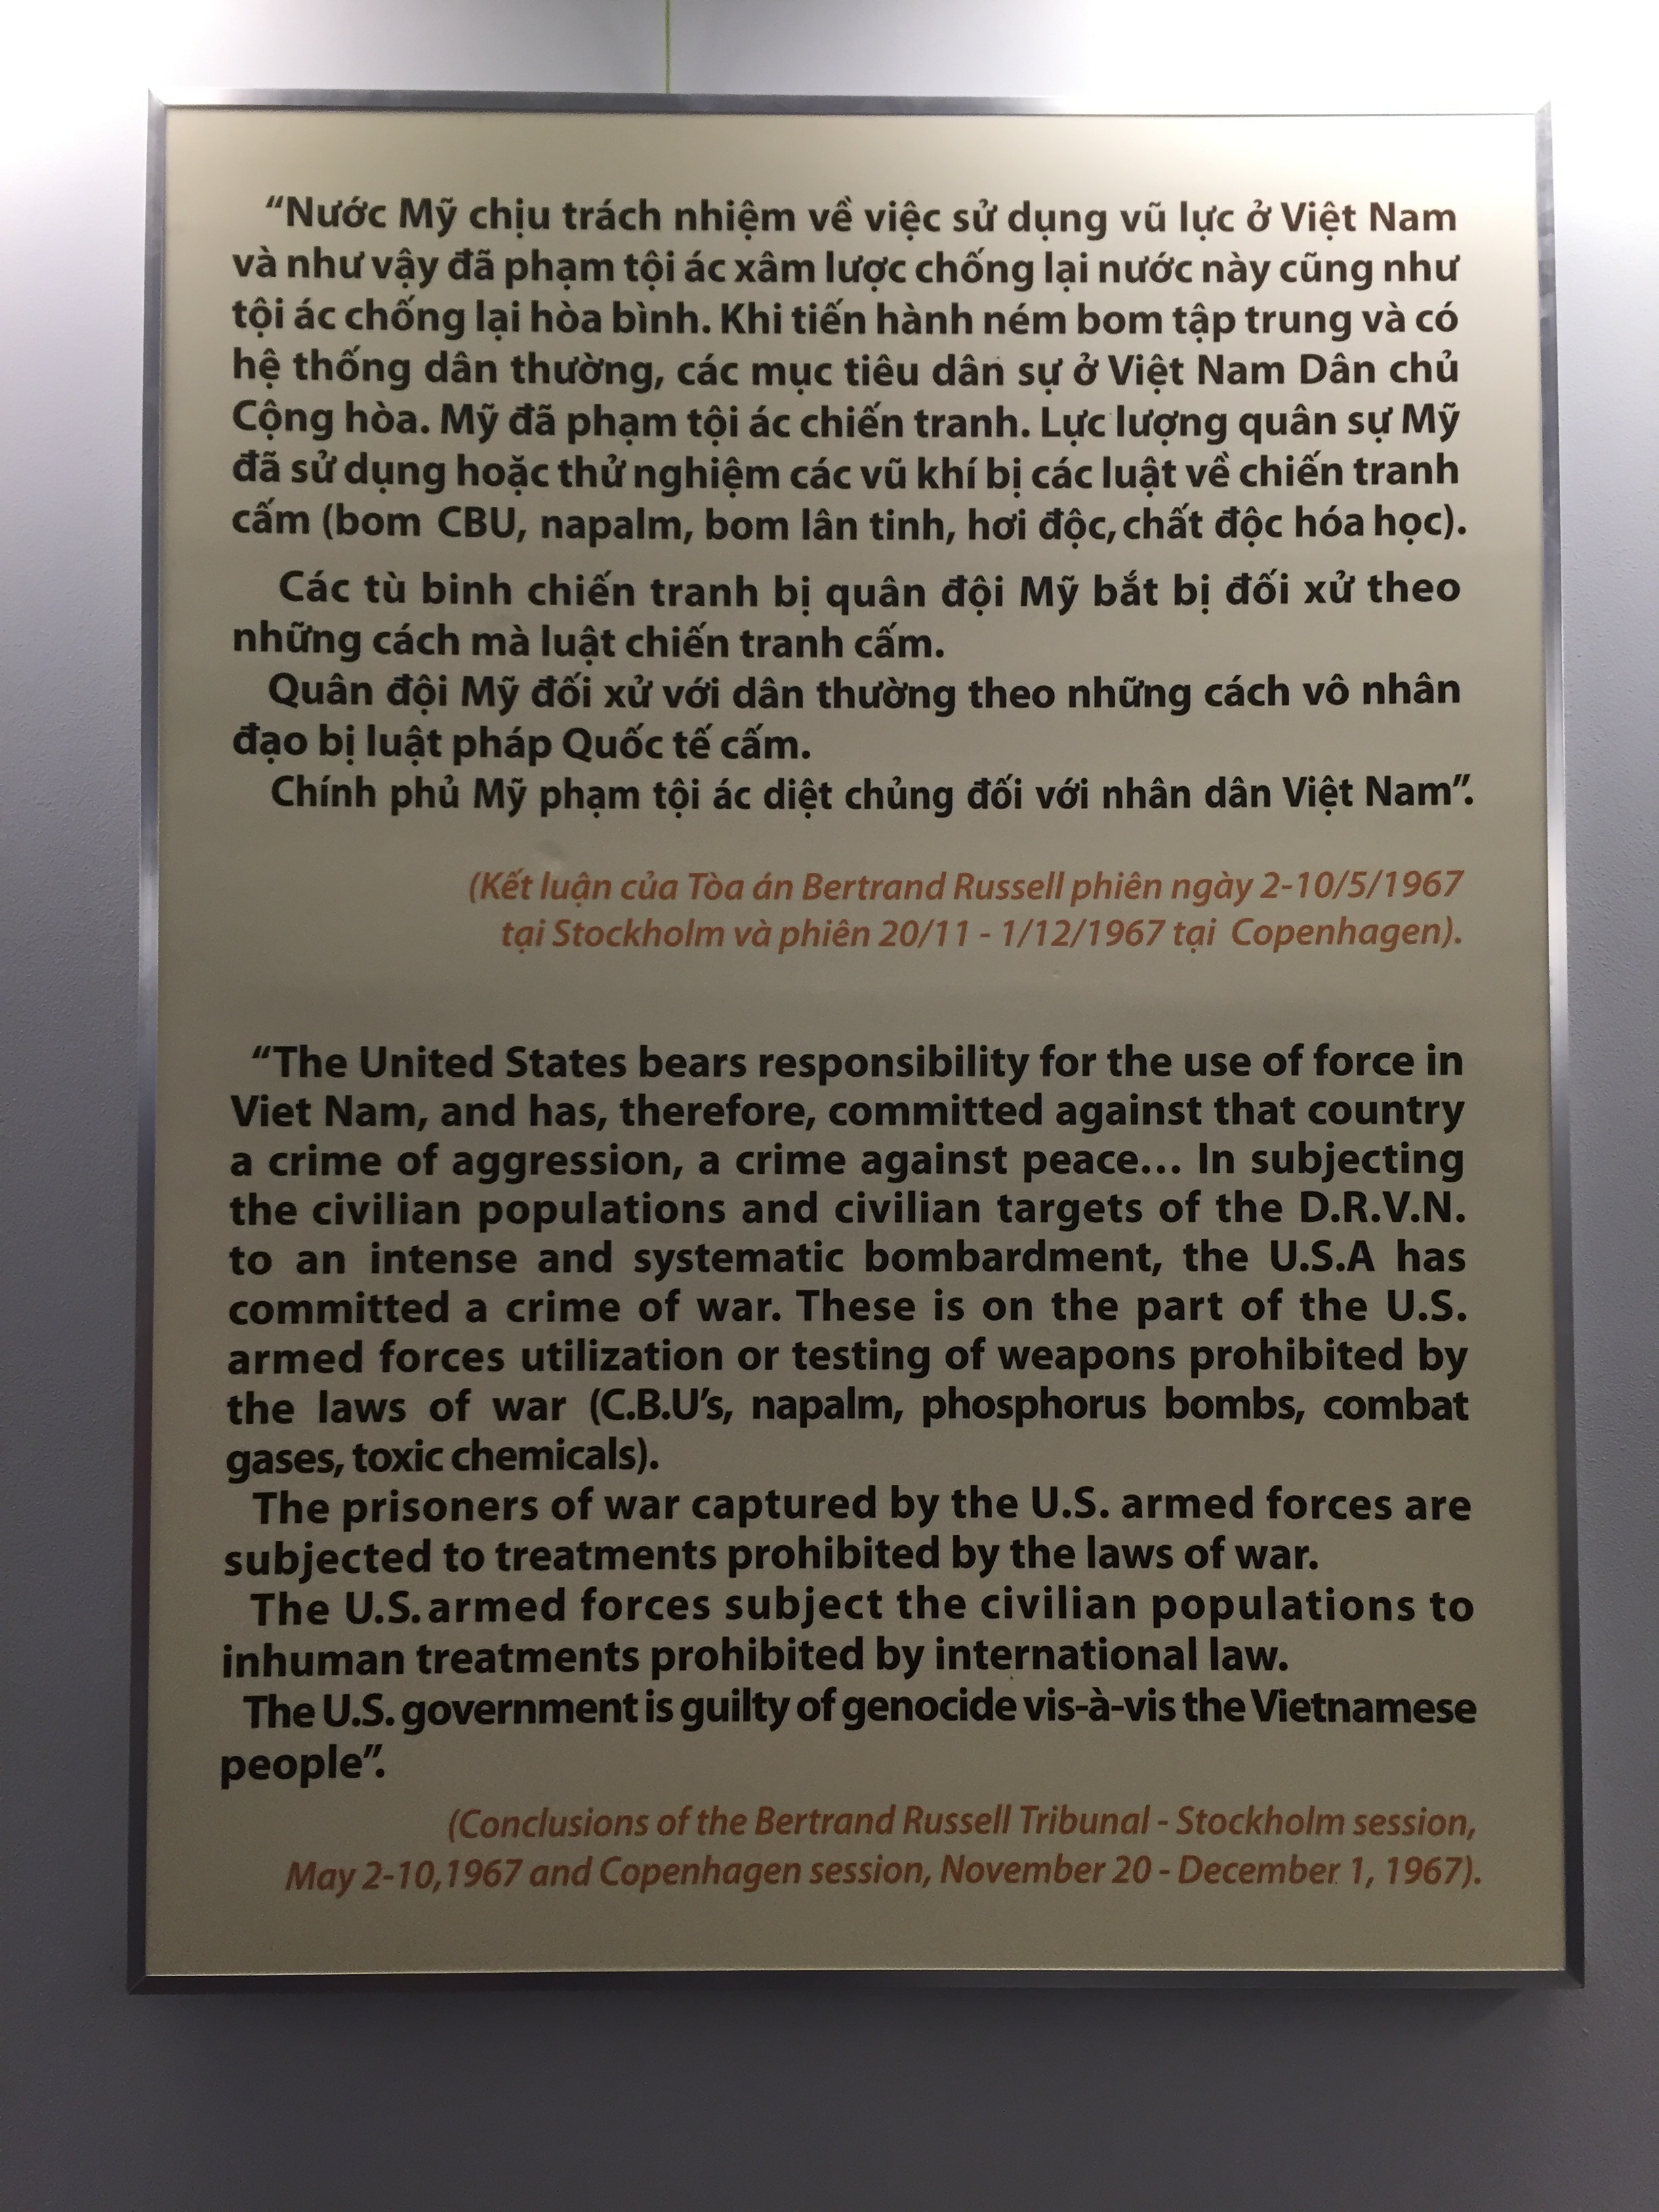 “Nước Mỹ chịu trách nhiệm về việc sử dụng vũ lực ở Việt Nam
và như vậy đã phạm tội ác xâm lược chống lại nước này cũng như
tội ác chống lại hòa bình. Khi tiến hành ném bom tập trung và có
hệ thống dân thường, các mục tiêu dân sự ở Việt Nam Dân chủ
Cộng hòa. Mỹ đã phạm tội ác chiến tranh. Lực lượng quân sự Mỹ
đã sử dụng hoặc thử nghiệm các vũ khí bị các luật về chiến tranh
cấm (bom CBU, napalm, bom lân tinh, hơi độc, chất độc hóa học).
Các tù binh chiến tranh bị quân đội Mỹ bắt bị đối xử theo
những cách mà luật chiến tranh cấm.
Quân đội Mỹ đối xử với dân thường theo những cách vô nhân
đạo bị luật pháp Quốc tế cấm.
Chính phủ Mỹ phạm tội ác diệt chủng đối với nhân dân Việt Nam”.
(Kết luận của Tòa án Bertrand Russell phiên ngày 2-10/5/1967
tại Stockholm và phiên 20/11 - 1/12/1967 tại Copenhagen).
“The United States bears responsibility for the use of force in
Viet Nam, and has, therefore, committed against that country
a crime of aggression, a crime against peace... In subjecting
the civilian populations and civilian targets of the D.R.V.N.
to an intense and systematic bombardment, the U.S.A has
committed a crime of war. These is on the part of the U.S.
armed forces utilization or testing of weapons prohibited by
the laws of war (C.B.U’s, napalm, phosphorus bombs, combat
gases, toxic chemicals).
The prisoners of war captured by the U.S. armed forces are
subjected to treatments prohibited by the laws of war.
The U.S. armed forces subject the civilian populations to
inhuman treatments prohibited by international law.
The U.S. government is guilty of genocide vis-à-vis the Vietnamese
people”.
(Conclusions of the Bertrand Russell Tribunal - Stockholm session,
May 2-10,1967 and Copenhagen session, November 20 - December 1, 1967).